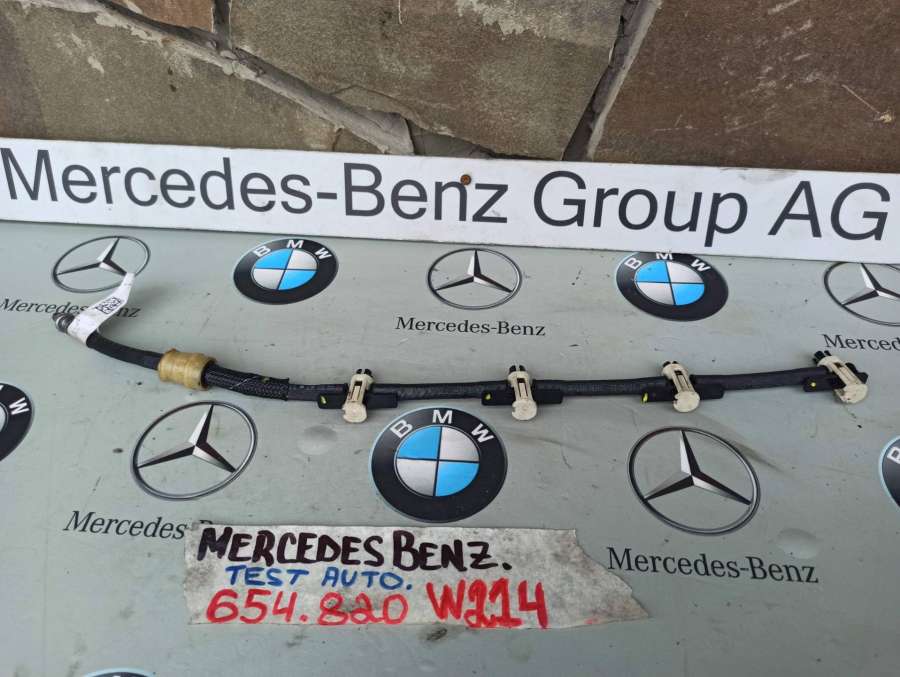 Mercedes-Benz Group AG
BMW
BMW
Mercedes-Benz
Mercedes-Benz
Merced
BMW
BMW
Mercedes-B
Mercedes-Benz
MERCEDES BENZ.
TEST AUTO.
654.820 W214